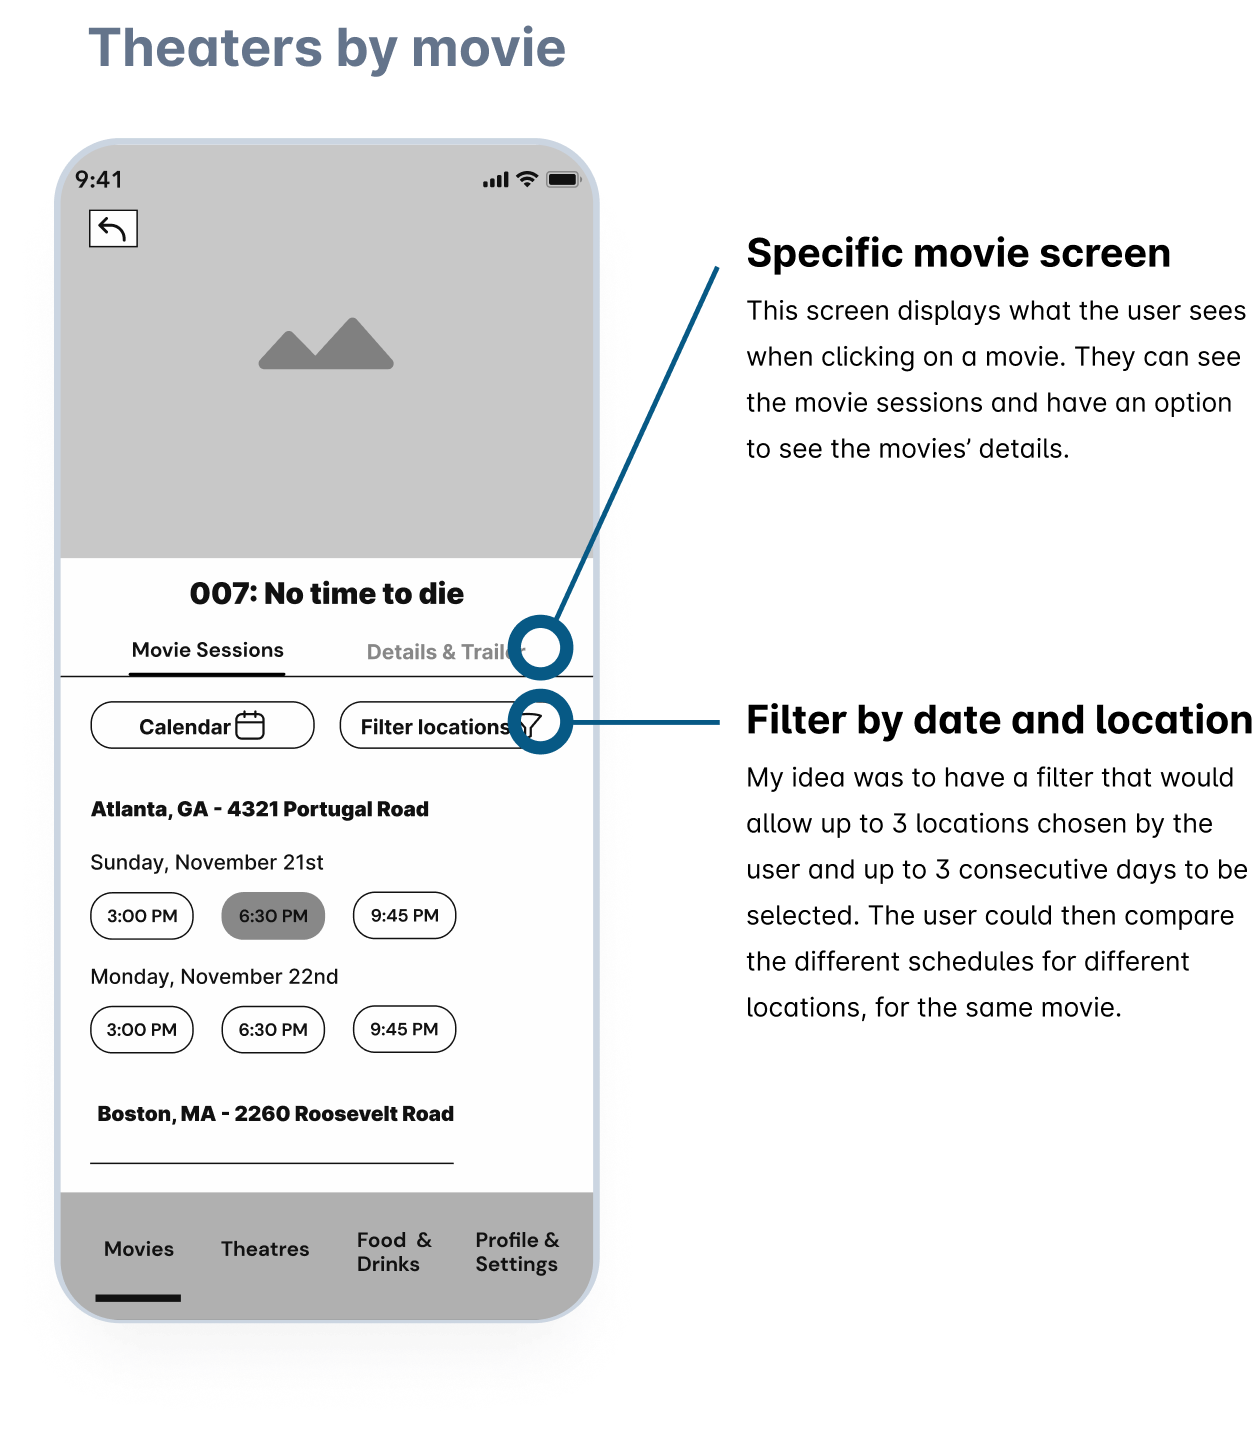 Theaters by movie
9:41
007: No time to die
Movie Sessions
Details & Trailer
Calendar
Filter locations
Atlanta, GA - 4321 Portugal Road
Sunday, November 21st
3:00 PM
6:30 PM
9:45 PM
Monday, November 22nd
3:00 PM
6:30 PM
9:45 PM
Boston, MA - 2260 Roosevelt Road
Movies
Theatres
Food &
Drinks
Profile &
Settings
Specific movie screen
This screen displays what the user sees
when clicking on a movie. They can see
the movie sessions and have an option
to see the movies’ details.
Filter by date and location
My idea was to have a filter that would
allow up to 3 locations chosen by the
user and up to 3 consecutive days to be
selected. The user could then compare
the different schedules for different
locations, for the same movie.